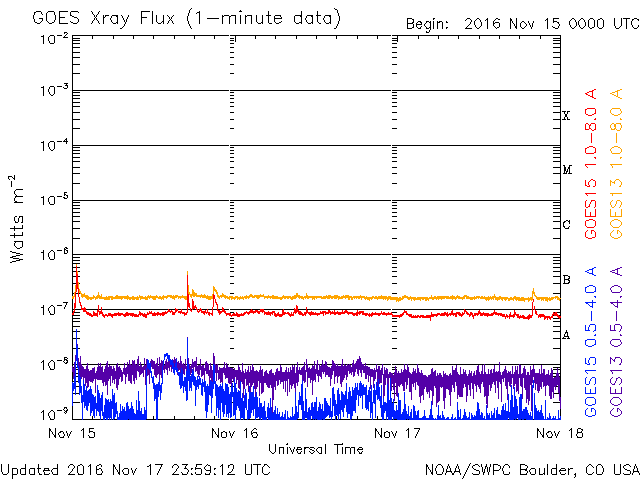 GOES Xray Flux (1-minute data)
Begin: 2016 Nov 15 0000 UTC
10-2
10-3
10-4
10-5
10-6
10-7
10-8
10-9
Watts m-2
X
M
C
B
A
GOES15 1.0-8.0 A
GOES13 1.0-8.0 A
GOES15 0.5-4.0 A
GOES13 0.5-4.0 A
Nov 15
Nov 16
Nov 17
Nov 18
Universal Time
Updated 2016 Nov 17 23:59:12 UTC
NOAA/SWPC Boulder, CO USA